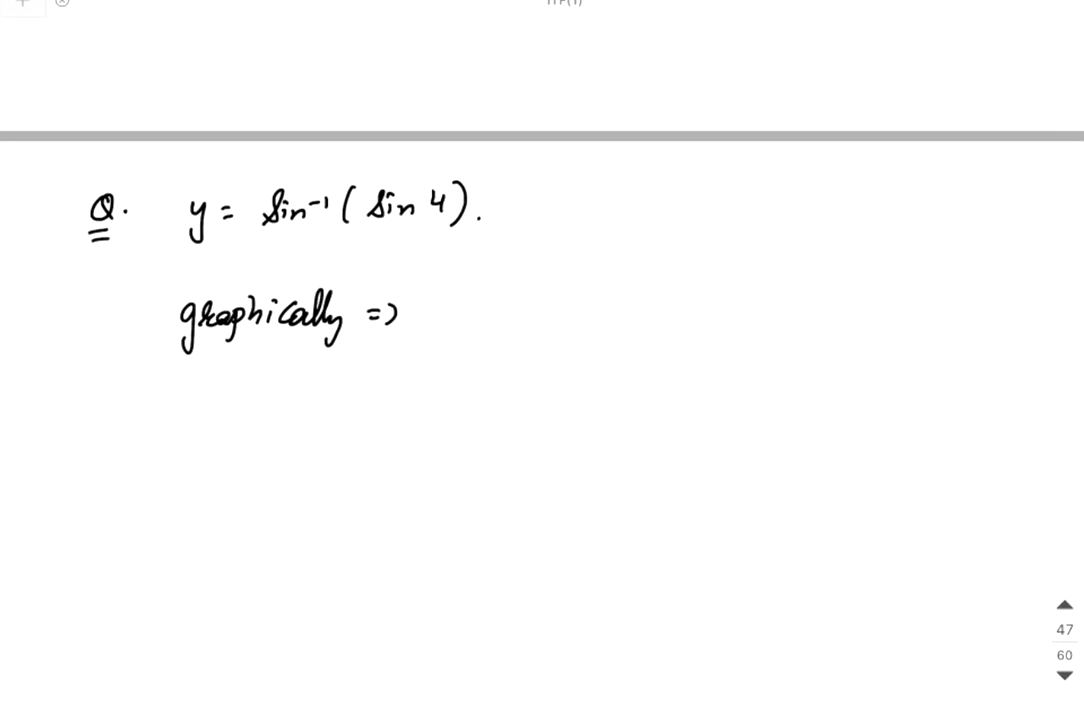 Q. y = sin⁻¹ ( sin 4 ).
graphically =>
47
60